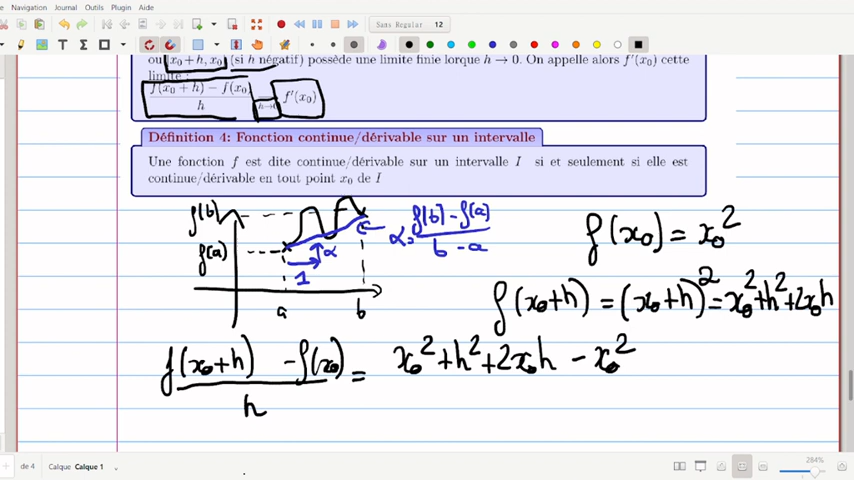 Navigation Journal Outils Plugin Aide
Sans Regular 12
ou x₀ + h, x₀ (si h négatif) possède une limite finie lorsque h → 0. On appelle alors f′(x₀) cette
limite :
f(x₀ + h) − f(x₀)
h
h→0
f′(x₀)
Définition 4: Fonction continue/dérivable sur un intervalle
Une fonction f est dite continue/dérivable sur un intervalle I si et seulement si elle est
continue/dérivable en tout point x₀ de I
f(b)
f(a)
α
1
a
b
α = f(b) − f(a)
b − a
f(x₀) = x₀²
f(x₀+h) = (x₀+h)² = x₀²+h²+2x₀h
f(x₀+h) − f(x₀) = x₀²+h²+2x₀h − x₀²
h
de 4 Calque Calque 1
284%